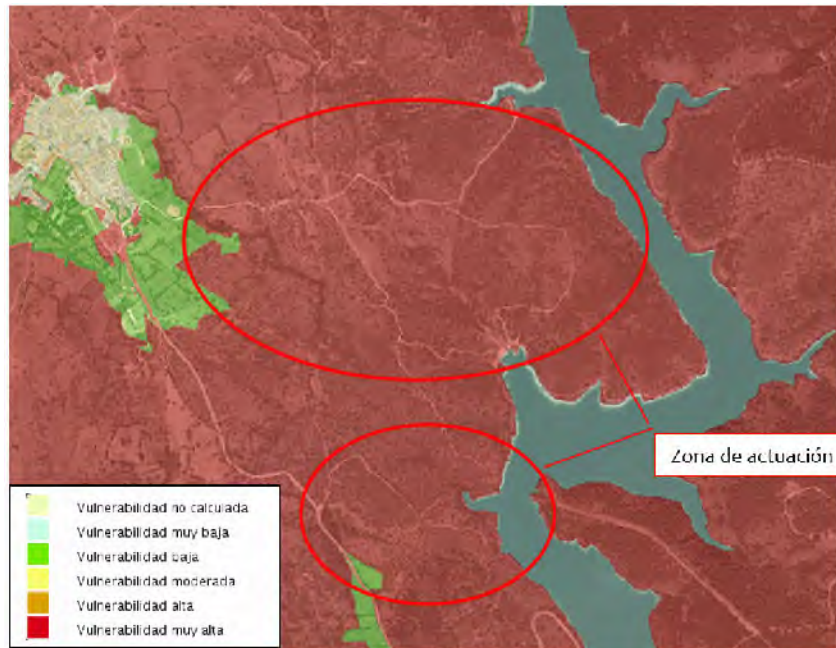 Zona de actuación
Vulnerabilidad no calculada
Vulnerabilidad muy baja
Vulnerabilidad baja
Vulnerabilidad moderada
Vulnerabilidad alta
Vulnerabilidad muy alta